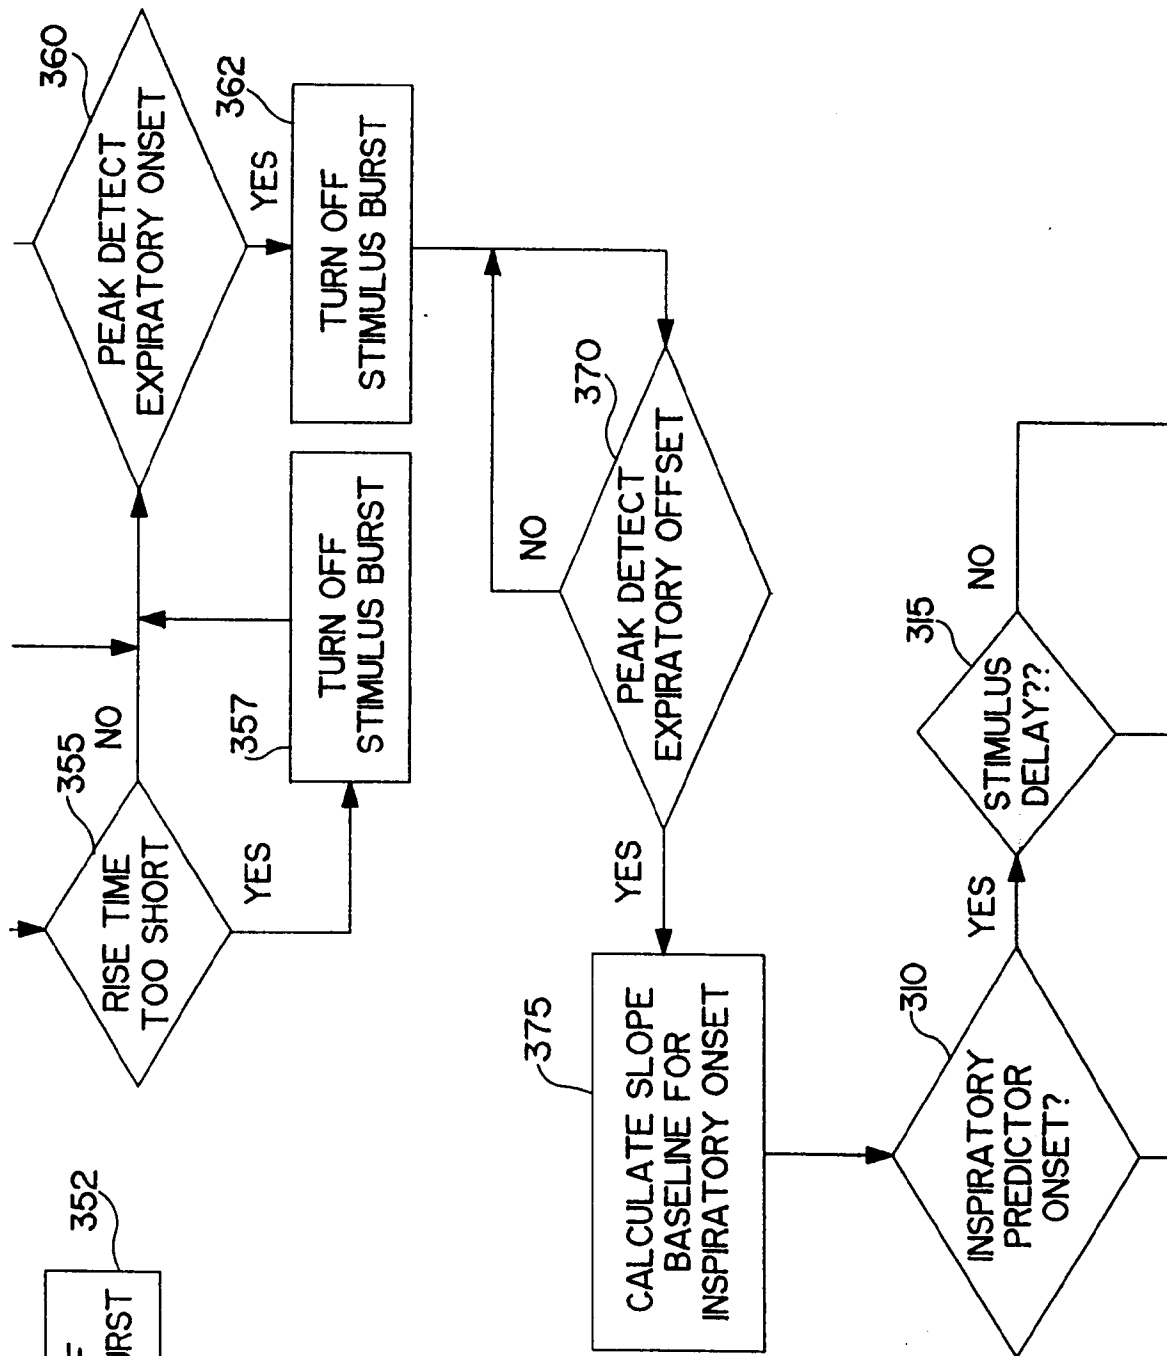 360
PEAK DETECT
EXPIRATORY ONSET
YES
362
TURN OFF
STIMULUS BURST
355
RISE TIME
TOO SHORT
NO
YES
357
TURN OFF
STIMULUS BURST
352
370
PEAK DETECT
EXPIRATORY OFFSET
NO
YES
375
CALCULATE SLOPE
BASELINE FOR
INSPIRATORY ONSET
310
INSPIRATORY
PREDICTOR
ONSET?
YES
315
STIMULUS
DELAY??
NO